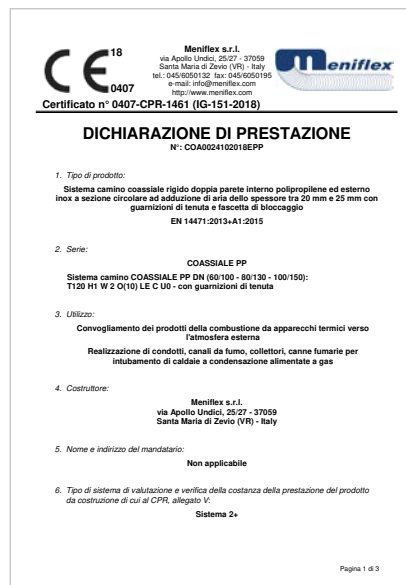 CE
18
0407
Meniflex s.r.l.
via Apollo Undici, 25/27 - 37059
Santa Maria di Zevio (VR) - Italy
tel.: 045/6050132 fax: 045/6050195
e-mail: info@meniflex.com
http://www.meniflex.com
Meniflex
Certificato n° 0407-CPR-1461 (IG-151-2018)
DICHIARAZIONE DI PRESTAZIONE
N°: COA0024102018EPP
1. Tipo di prodotto:
Sistema camino coassiale rigido doppia parete interno polipropilene ed esterno
inox a sezione circolare ad adduzione di aria dello spessore tra 20 mm e 25 mm con
guarnizioni di tenuta e fascetta di bloccaggio
EN 14471:2013+A1:2015
2. Serie:
COASSIALE PP
Sistema camino COASSIALE PP DN (60/100 - 80/130 - 100/150):
T120 H1 W 2 O(10) LE C U0 - con guarnizioni di tenuta
3. Utilizzo:
Convogliamento dei prodotti della combustione da apparecchi termici verso
l'atmosfera esterna
Realizzazione di condotti, canali da fumo, collettori, canne fumarie per
intubamento di caldaie a condensazione alimentate a gas
4. Costruttore:
Meniflex s.r.l.
via Apollo Undici, 25/27 - 37059
Santa Maria di Zevio (VR) - Italy
5. Nome e indirizzo del mandatario:
Non applicabile
6. Tipo di sistema di valutazione e verifica della costanza della prestazione del prodotto
da costruzione di cui al CPR, allegato V:
Sistema 2+
Pagina 1 di 3